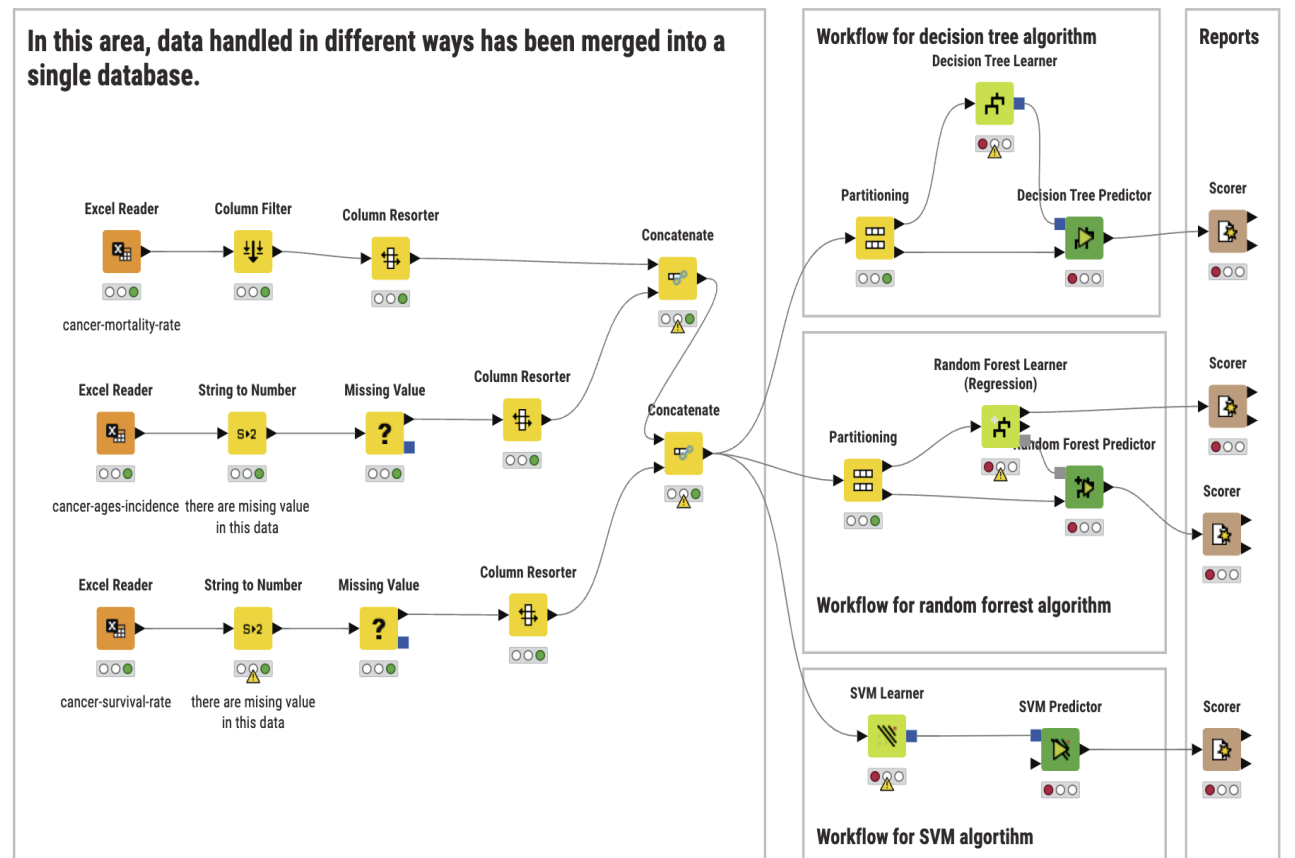 In this area, data handled in different ways has been merged into a
single database.
Excel Reader
Column Filter
Column Resorter
Concatenate
cancer-mortality-rate
Excel Reader
String to Number
Missing Value
Column Resorter
S▸2
?
Concatenate
cancer-ages-incidence
there are mising value
in this data
Excel Reader
String to Number
Missing Value
Column Resorter
S▸2
?
cancer-survival-rate
there are mising value
in this data
Workflow for decision tree algorithm
Decision Tree Learner
Partitioning
Decision Tree Predictor
Random Forest Learner
(Regression)
Partitioning
Random Forest Predictor
Workflow for random forrest algorithm
SVM Learner
SVM Predictor
Workflow for SVM algortihm
Reports
Scorer
Scorer
Scorer
Scorer